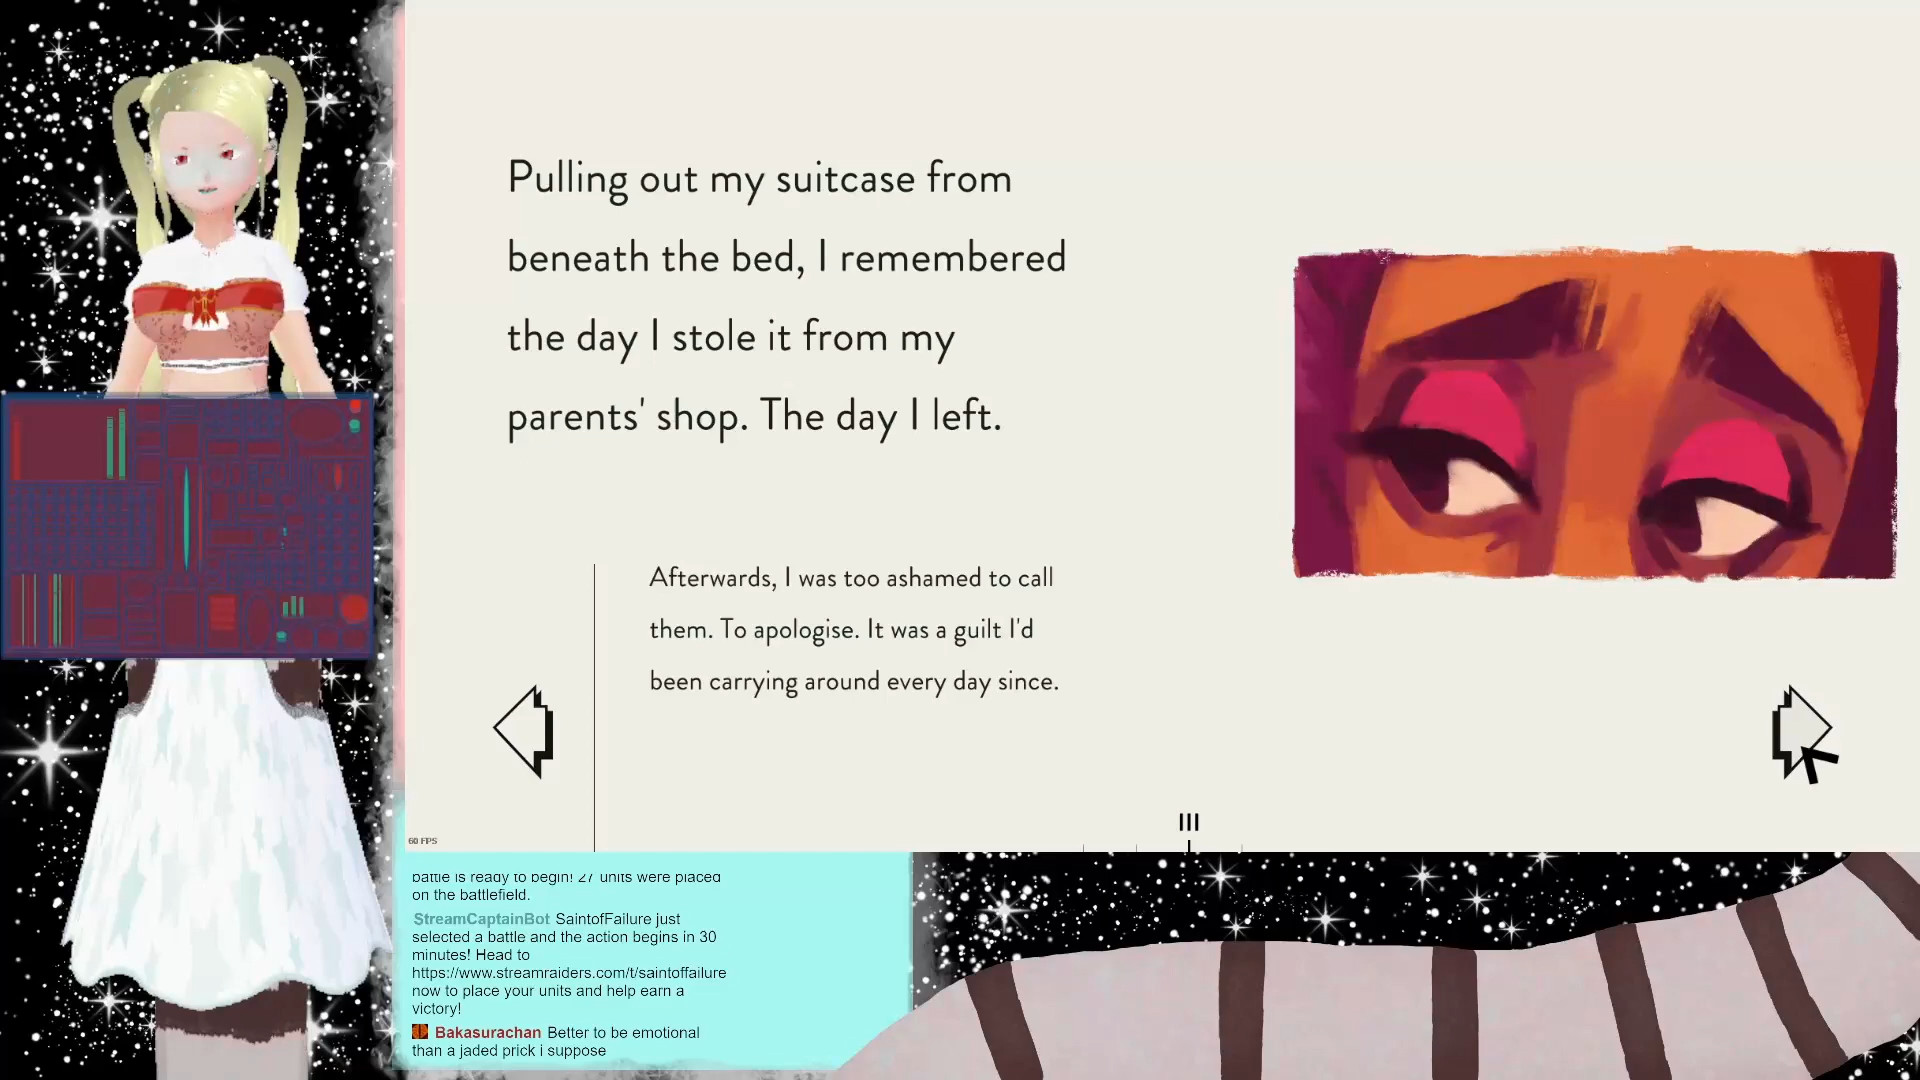 Pulling out my suitcase from
beneath the bed, I remembered
the day I stole it from my
parents' shop. The day I left.
Afterwards, I was too ashamed to call
them. To apologise. It was a guilt I'd
been carrying around every day since.
III
60 FPS
battle is ready to begin! 27 units were placed
on the battlefield.
StreamCaptainBot SaintofFailure just
selected a battle and the action begins in 30
minutes! Head to
https://www.streamraiders.com/t/saintoffailure
now to place your units and help earn a
victory!
Bakasurachan Better to be emotional
than a jaded prick i suppose